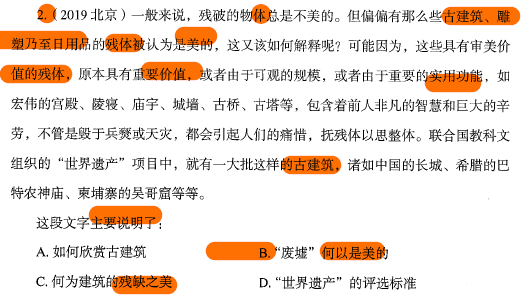 2.（2019 北京）一般来说，残破的物体总是不美的。但偏偏有那么些古建筑、雕
塑乃至日用品的残体被认为是美的，这又该如何解释呢？可能因为，这些具有审美价
值的残体，原本具有重要价值，或者由于可观的规模，或者由于重要的实用功能，如
宏伟的宫殿、陵寝、庙宇、城墙、古桥、古塔等，包含着前人非凡的智慧和巨大的辛
劳，不管是毁于兵燹或天灾，都会引起人们的痛惜，抚残体以思整体。联合国教科文
组织的“世界遗产”项目中，就有一大批这样的古建筑，诸如中国的长城、希腊的巴
特农神庙、柬埔寨的吴哥窟等等。
这段文字主要说明了：
A. 如何欣赏古建筑 B.“废墟”何以是美的
C. 何为建筑的残缺之美 D.“世界遗产”的评选标准